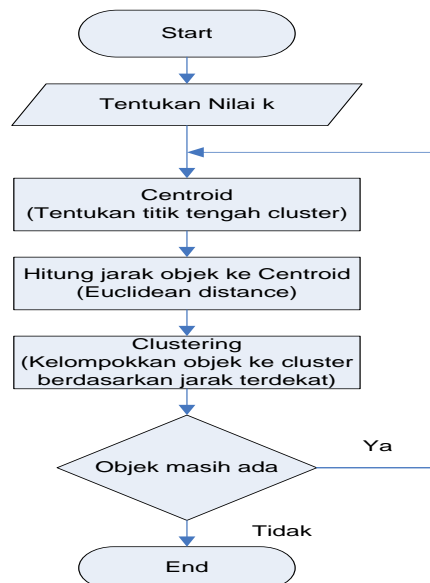 Start
Tentukan Nilai k
Centroid
(Tentukan titik tengah cluster)
Hitung jarak objek ke Centroid
(Euclidean distance)
Clustering
(Kelompokkan objek ke cluster
berdasarkan jarak terdekat)
Objek masih ada
Ya
Tidak
End